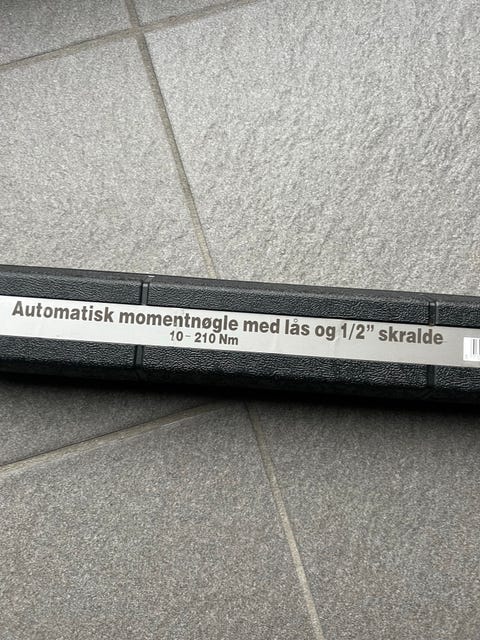 Automatisk momentnøgle med lås og 1/2” skralde
10- 210 Nm